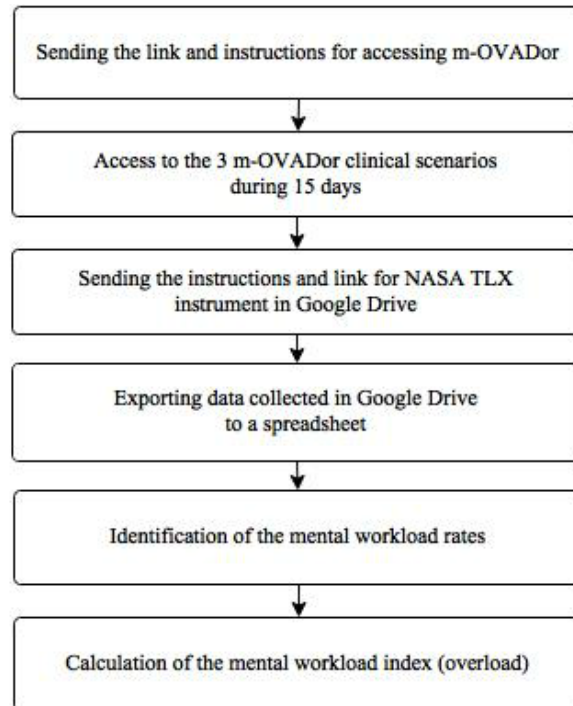 Sending the link and instructions for accessing m-OVADor
Access to the 3 m-OVADor clinical scenarios
during 15 days
Sending the instructions and link for NASA TLX
instrument in Google Drive
Exporting data collected in Google Drive
to a spreadsheet
Identification of the mental workload rates
Calculation of the mental workload index (overload)